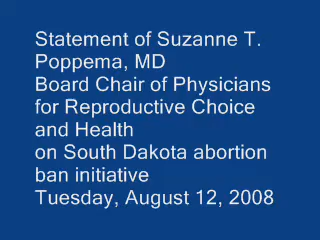 Statement of Suzanne T.
Poppema, MD
Board Chair of Physicians
for Reproductive Choice
and Health
on South Dakota abortion
ban initiative
Tuesday, August 12, 2008